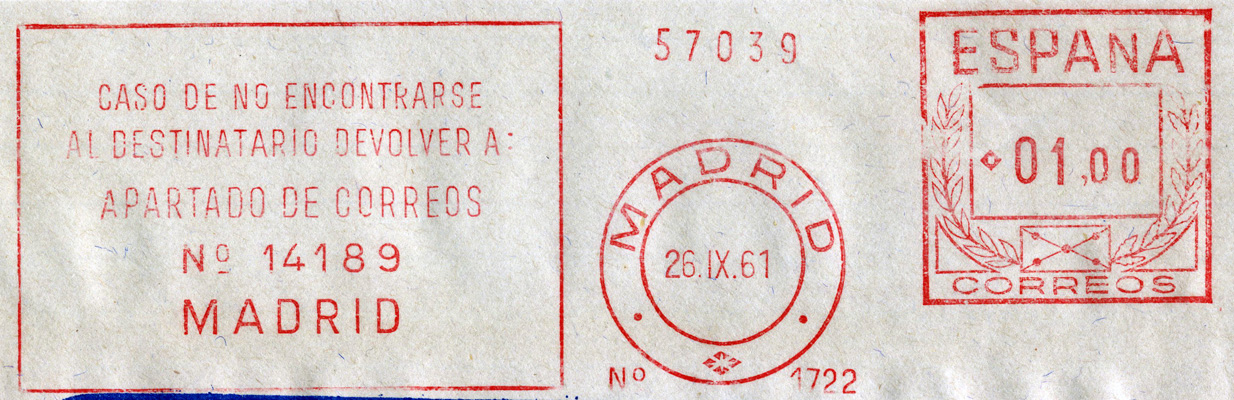 CASO DE NO ENCONTRARSE
AL DESTINATARIO DEVOLVER A:
APARTADO DE CORREOS
Nº 14189
MADRID
57039
MADRID
26.IX.61
Nº 1722
ESPAÑA
01,00
CORREOS